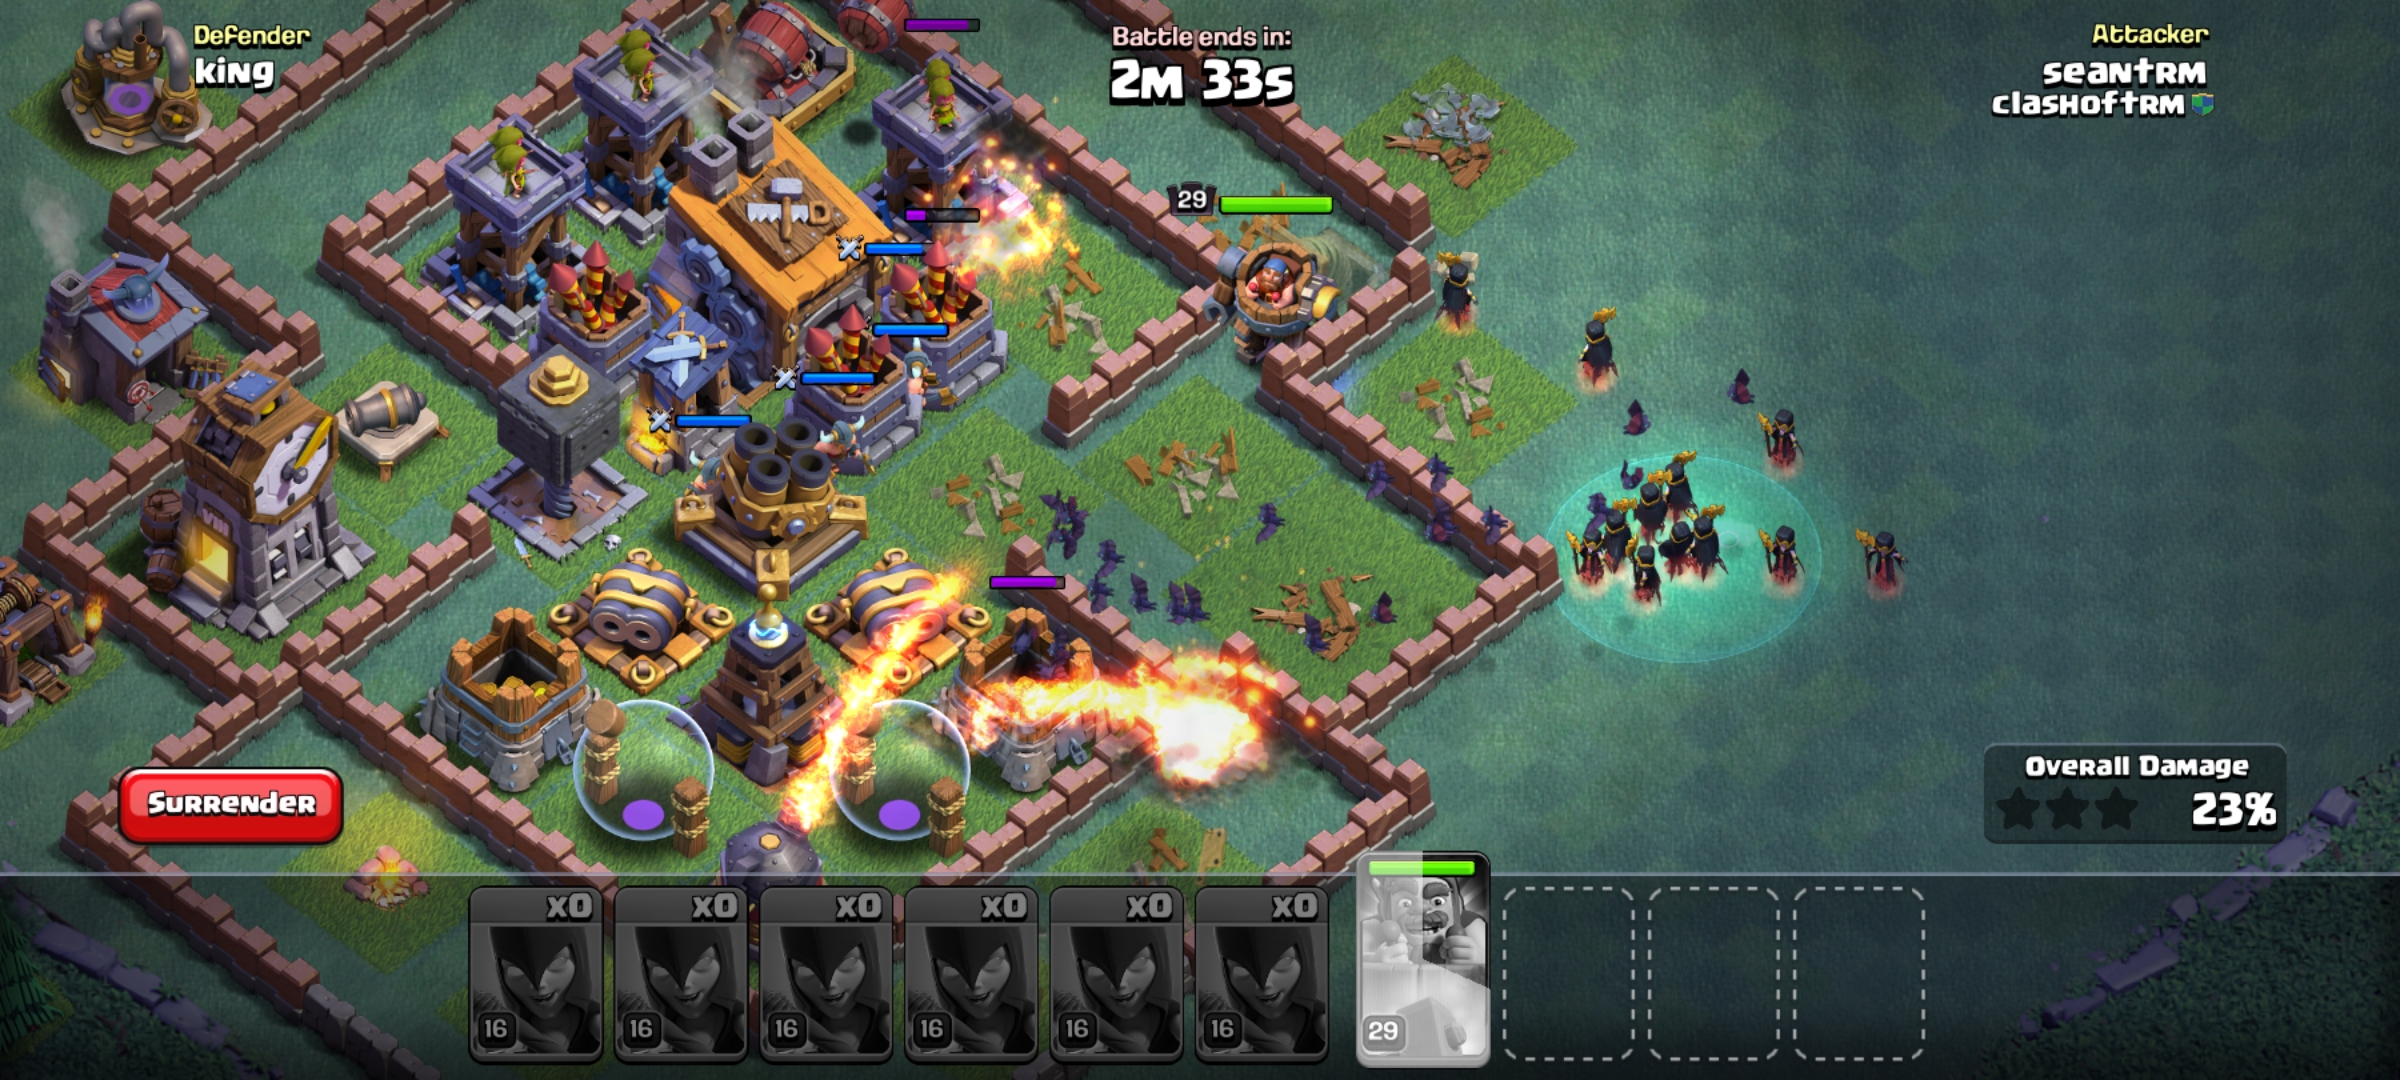 Defender
king
Battle ends in:
2m 33s
Attacker
seantrm
clashoftrm
29
Surrender
Overall Damage
23%
x0
x0
x0
x0
x0
x0
16
16
16
16
16
16
29